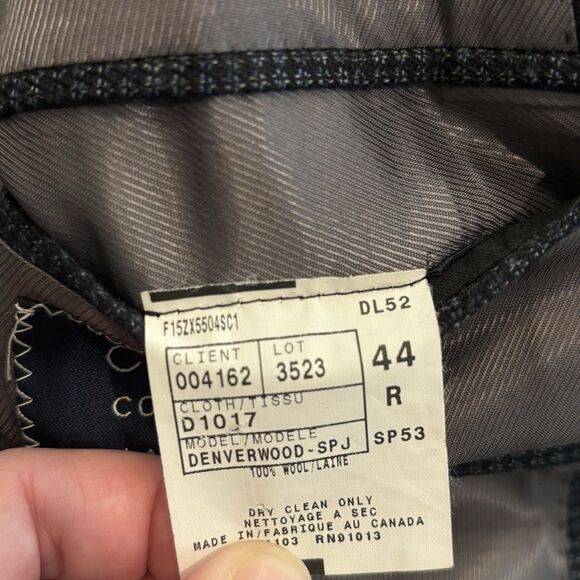 F15ZX5504SC1 DL52
CLIENT LOT
004162 3523 44
CLOTH/TISSU R
D1017
MODEL/MODELE SP53
DENVERWOOD-SPJ
100% WOOL/LAINE
DRY CLEAN ONLY
NETTOYAGE A SEC
MADE IN/FABRIQUE AU CANADA
RN91013